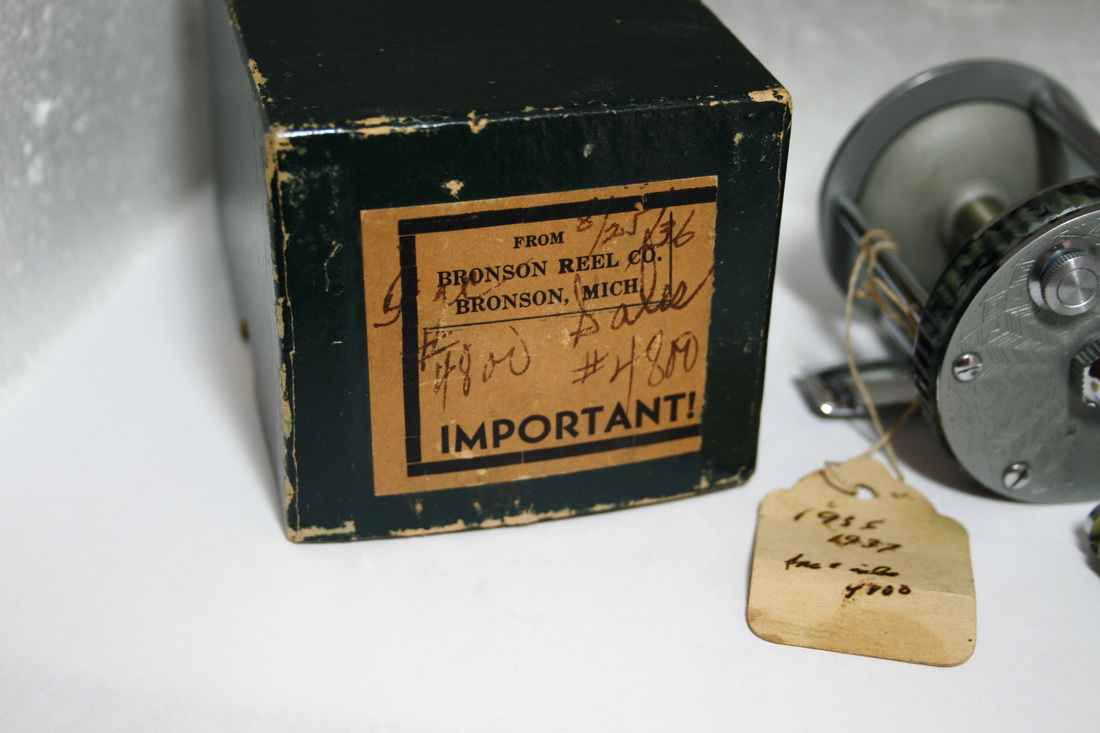 FROM 8/25/36
BRONSON REEL CO.
BRONSON, MICH.
Sales
# 4800
#4800
IMPORTANT!
1935
1937
4800